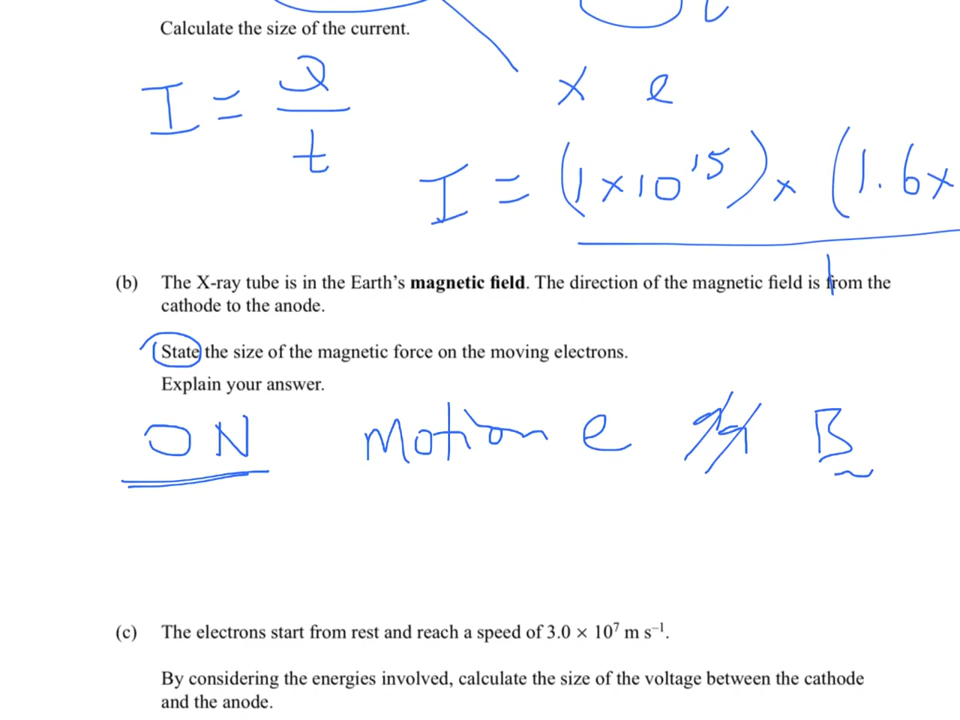 Calculate the size of the current.
I = Q / t
x e
I = (1 × 10^15) × (1.6 ×
(b) The X-ray tube is in the Earth's magnetic field. The direction of the magnetic field is from the
cathode to the anode.
State the size of the magnetic force on the moving electrons.
Explain your answer.
0 N motion e B
(c) The electrons start from rest and reach a speed of 3.0 × 10⁷ m s⁻¹.
By considering the energies involved, calculate the size of the voltage between the cathode
and the anode.